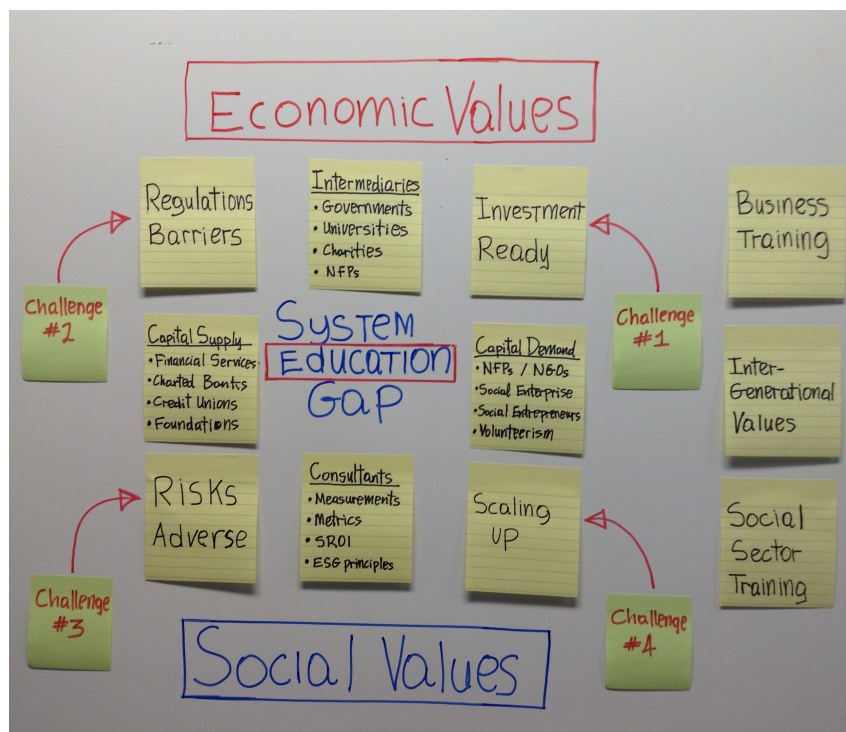 Economic Values
Regulations
Barriers
Intermediaries
• Governments
• Universities
• Charities
• NFPs
Investment
Ready
Business
Training
Challenge
#2
Challenge
#1
Capital Supply
• Financial Services
• Charted Banks
• Credit Unions
• Foundations
System
Education
Gap
Capital Demand
• NFPs / NGOs
• Social Enterprise
• Social Entrepreneurs
• Volunteerism
Inter-
Generational
Values
Risks
Adverse
Consultants
• Measurements
• Metrics
• SROI
• ESG principles
Scaling
UP
Social
Sector
Training
Challenge
#3
Challenge
#4
Social Values